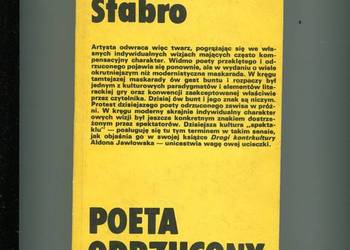 Stabro
Artysta odwraca więc twarz, pogrążając się we wła-
snych indywidualnych wizjach mających często kom-
pensacyjny charakter. Widmo poety przeklętego i od-
rzuconego pojawia się ponownie, ale w wydaniu o wiele
okrutniejszym niż modernistyczna maskarada. W kręgu
tamtejszej maskarady ów gest buntu i rozpaczy był
jednym z kulturowych paradygmatów i elementów lite-
rackiej gry oraz konwencji zaakceptowanej właściwie
przez czytelnika. Dzisiaj ów bunt i jego znak są niczym.
Protest dzisiejszego poety odrzuconego zawisa w próż-
ni. W kręgu moderny skrajnie indywidualny charakter
owych wizji był jeszcze konkretnym znakiem dostrze-
żonym przez spektatorów. Dzisiejsza kultura „spekta-
klu” — posługuję się tu tym terminem w takim sensie,
jak objaśnia go w swojej książce Drogi kontrkultury
Aldona Jawłowska — unicestwia wagę owej ucieczki.
POETA
ODRZUCONY